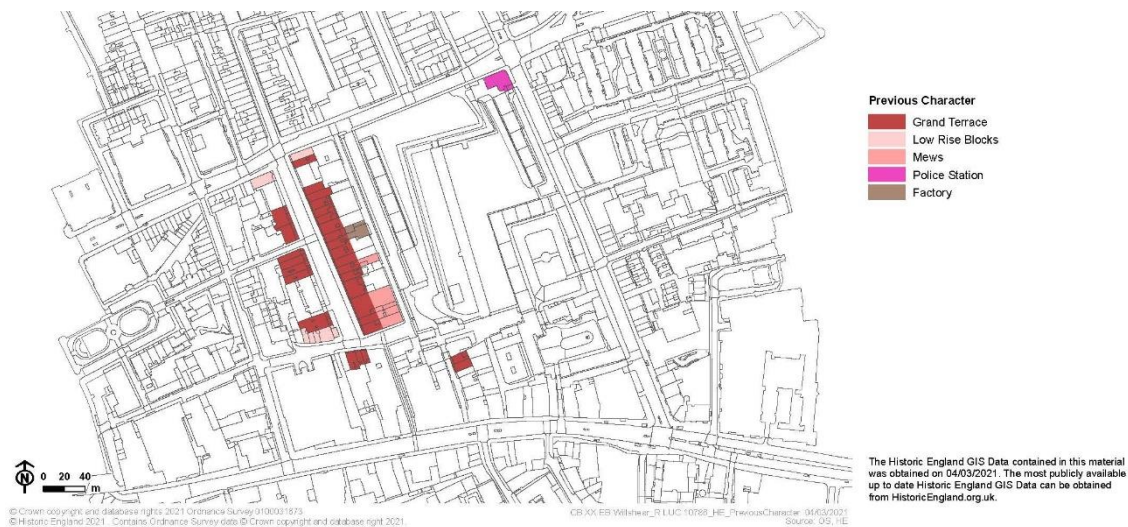 Previous Character
Grand Terrace
Low Rise Blocks
Mews
Police Station
Factory
N
0 20 40
m
The Historic England GIS Data contained in this material
was obtained on 04/03/2021. The most publicly available
up to date Historic England GIS Data can be obtained
from HistoricEngland.org.uk.
© Crown copyright and database rights 2021 Ordnance Survey 0100031673
© Historic England 2021. Contains Ordnance Survey data © Crown copyright and database right 2021.
04/03/2021
Source: OS, HE